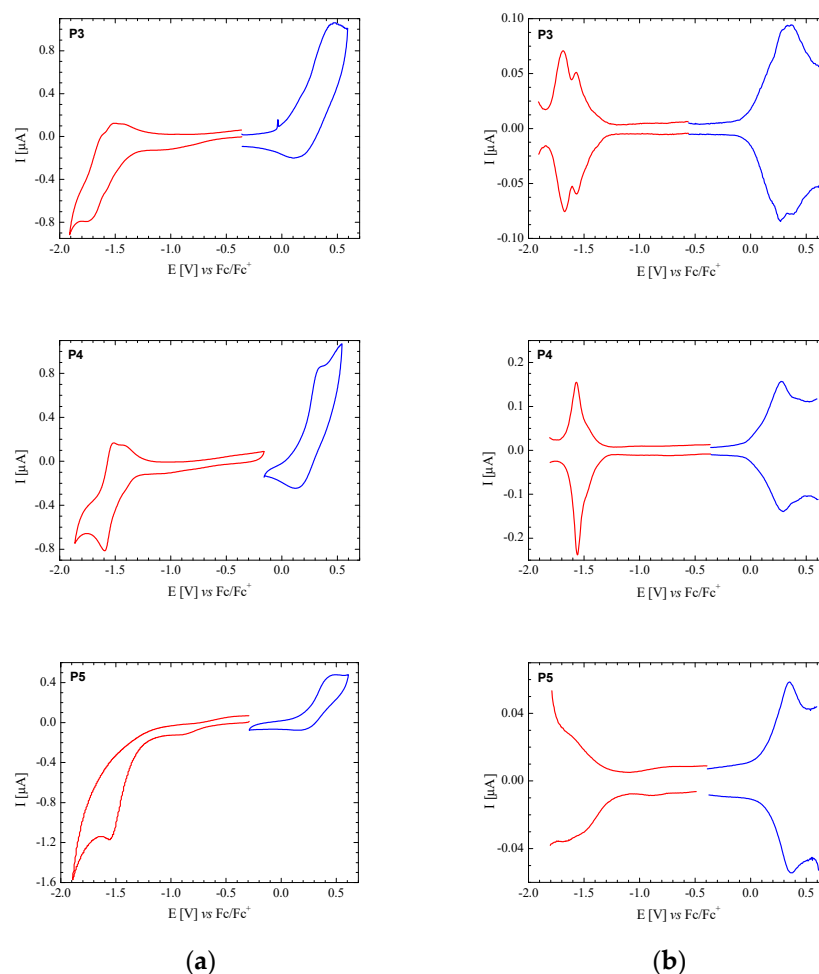 P3
I [µA]
0.8
0.4
0.0
-0.4
-0.8
-2.0 -1.5 -1.0 -0.5 0.0 0.5
E [V] vs Fc/Fc+
P3
I [µA]
0.10
0.05
0.00
-0.05
-0.10
-2.0 -1.5 -1.0 -0.5 0.0 0.5
E [V] vs Fc/Fc+
P4
I [µA]
0.8
0.4
0.0
-0.4
-0.8
-2.0 -1.5 -1.0 -0.5 0.0 0.5
E [V] vs Fc/Fc+
P4
I [µA]
0.2
0.1
0.0
-0.1
-0.2
-2.0 -1.5 -1.0 -0.5 0.0 0.5
E [V] vs Fc/Fc+
P5
I [µA]
0.4
0.0
-0.4
-0.8
-1.2
-1.6
-2.0 -1.5 -1.0 -0.5 0.0 0.5
E [V] vs Fc/Fc+
P5
I [µA]
0.04
0.00
-0.04
-2.0 -1.5 -1.0 -0.5 0.0 0.5
E [V] vs Fc/Fc+
(a)
(b)